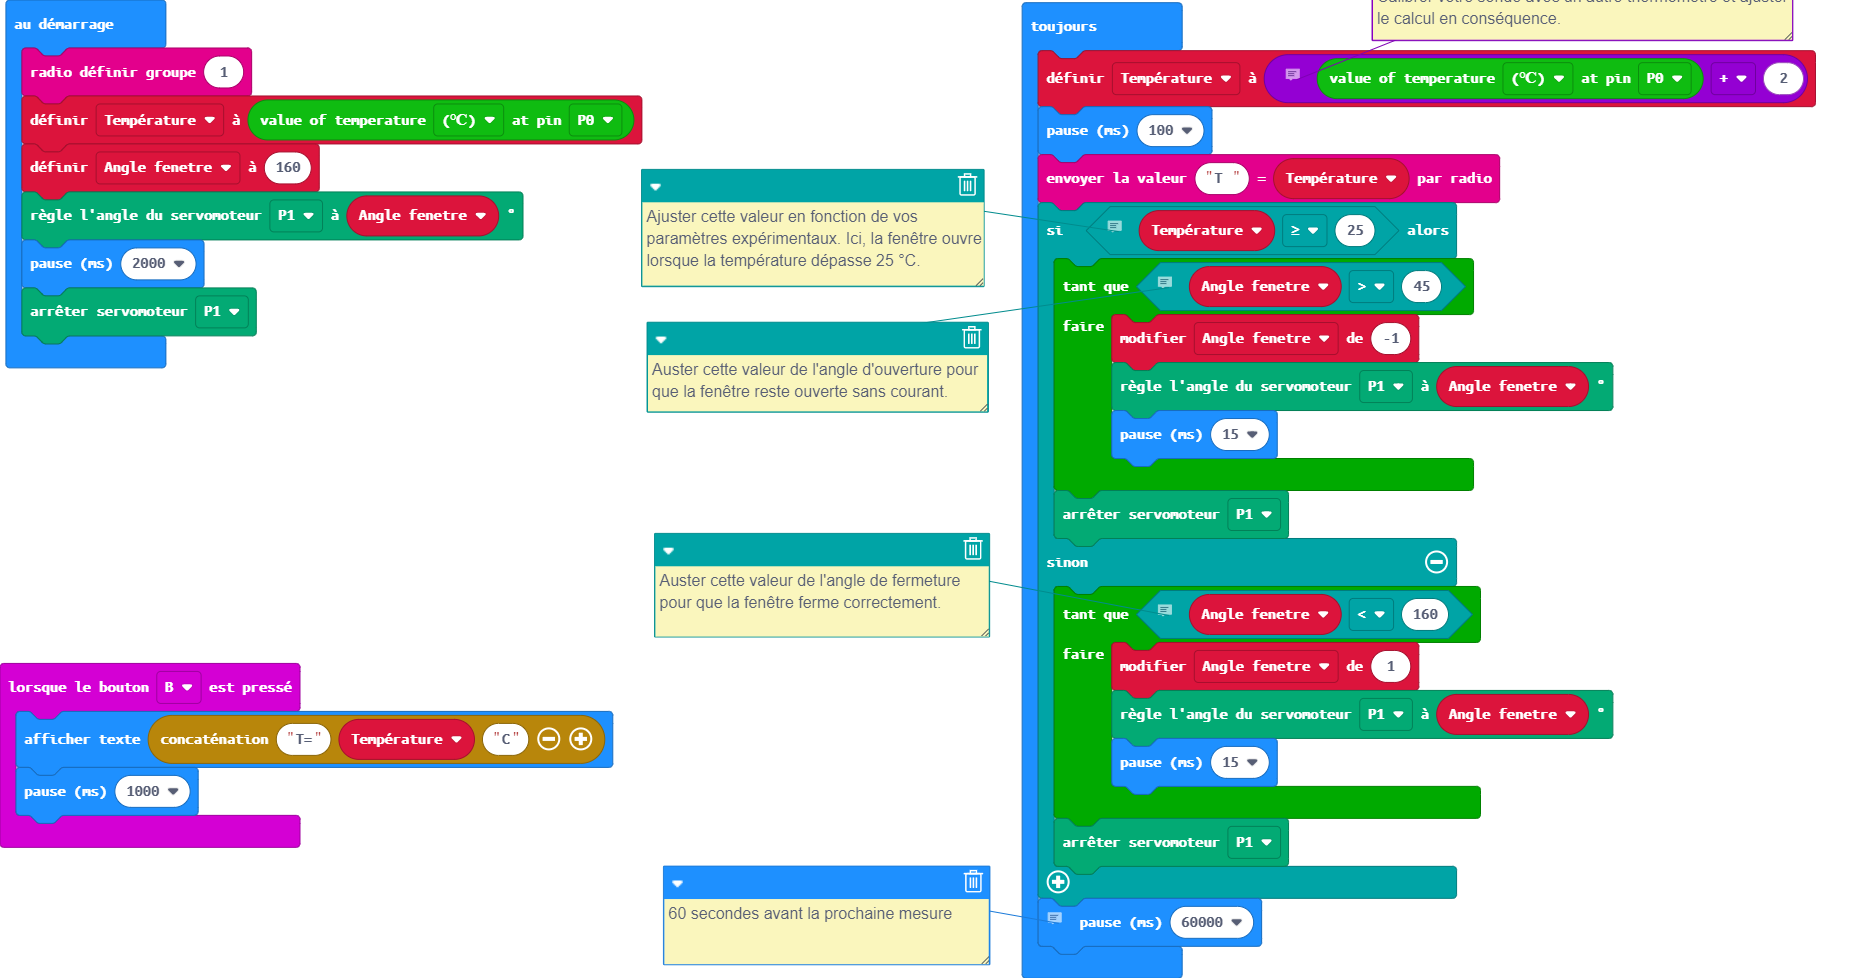 au démarrage
radio définir groupe 1
définir Température à value of temperature (℃) at pin P0
définir Angle fenetre à 160
règle l'angle du servomoteur P1 à Angle fenetre °
pause (ms) 2000
arrêter servomoteur P1
lorsque le bouton B est pressé
afficher texte concaténation "T=" Température "C"
pause (ms) 1000
Ajuster cette valeur en fonction de vos
paramètres expérimentaux. Ici, la fenêtre ouvre
lorsque la température dépasse 25 °C.
Auster cette valeur de l'angle d'ouverture pour
que la fenêtre reste ouverte sans courant.
Auster cette valeur de l'angle de fermeture
pour que la fenêtre ferme correctement.
60 secondes avant la prochaine mesure
le calcul en conséquence.
toujours
définir Température à value of temperature (℃) at pin P0 + 2
pause (ms) 100
envoyer la valeur "T " = Température par radio
si Température ≥ 25 alors
tant que Angle fenetre > 45
faire
modifier Angle fenetre de -1
règle l'angle du servomoteur P1 à Angle fenetre °
pause (ms) 15
arrêter servomoteur P1
sinon
tant que Angle fenetre < 160
faire
modifier Angle fenetre de 1
règle l'angle du servomoteur P1 à Angle fenetre °
pause (ms) 15
arrêter servomoteur P1
pause (ms) 60000